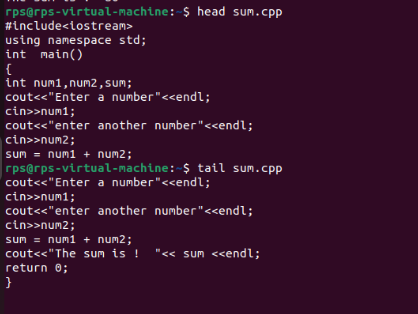 rps@rps-virtual-machine:~$ head sum.cpp
#include<iostream>
using namespace std;
int  main()
{
int num1,num2,sum;
cout<<"Enter a number"<<endl;
cin>>num1;
cout<<"enter another number"<<endl;
cin>>num2;
sum = num1 + num2;
rps@rps-virtual-machine:~$ tail sum.cpp
cout<<"Enter a number"<<endl;
cin>>num1;
cout<<"enter another number"<<endl;
cin>>num2;
sum = num1 + num2;
cout<<"The sum is !  "<< sum <<endl;
return 0;
}